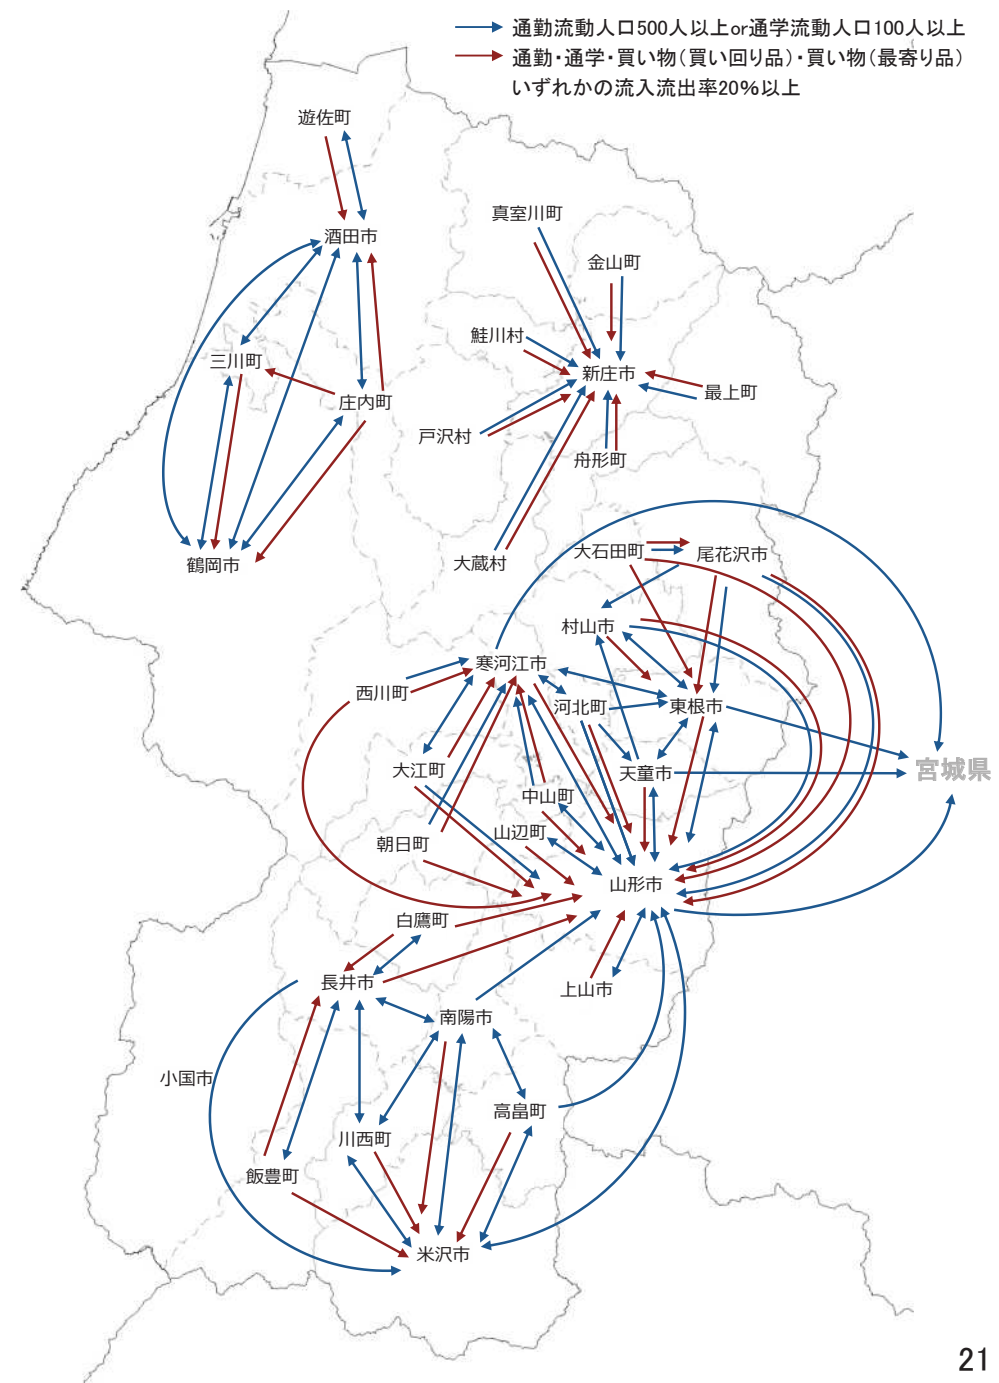 通勤流動人口500人以上or通学流動人口100人以上
通勤・通学・買い物(買い回り品)・買い物(最寄り品)
いずれかの流入流出率20%以上
遊佐町
酒田市
真室川町
金山町
鮭川村
新庄市
三川町
庄内町
最上町
戸沢村
舟形町
鶴岡市
大蔵村
大石田町
尾花沢市
村山市
寒河江市
西川町
河北町
東根市
大江町
天童市
宮城県
中山町
山辺町
朝日町
山形市
白鷹町
長井市
上山市
南陽市
小国市
高畠町
川西町
飯豊町
米沢市
21